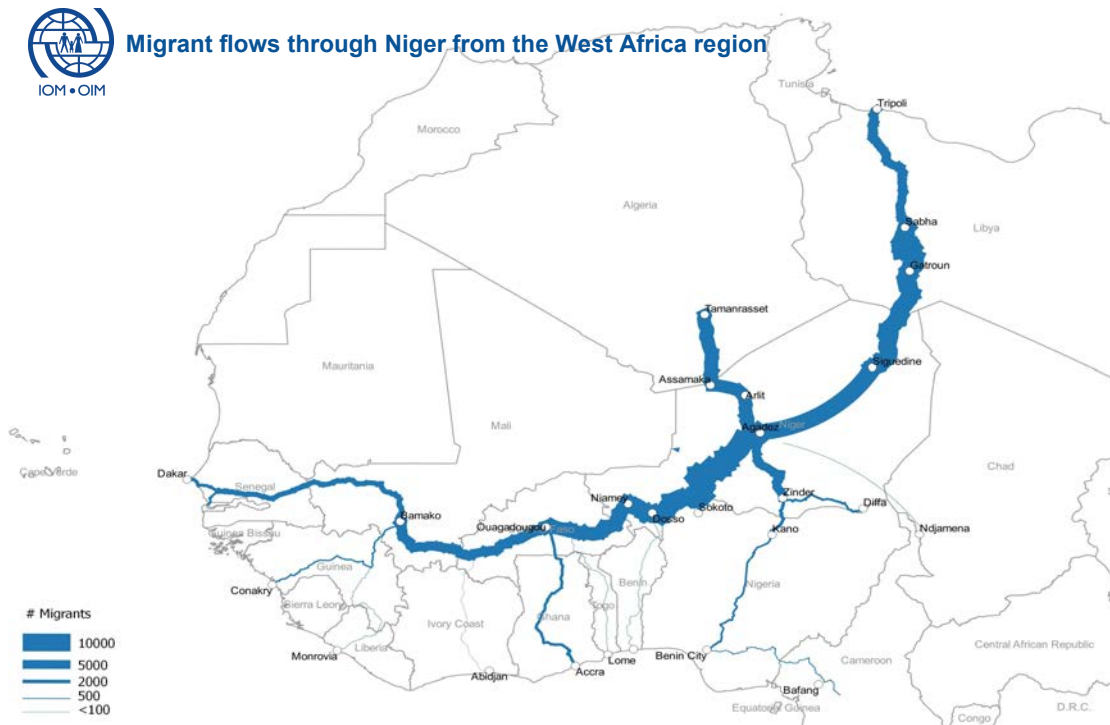 Migrant flows through Niger from the West Africa region
IOM • OIM
Tunisia
Tripoli
Morocco
Algeria
Sabha
Libya
Gatroun
Tamanrasset
Mauritania
Siguedine
Assamaka
Arlit
Mali
Agadez
Niger
Cape Verde
Dakar
Senegal
Chad
Niamey
Zinder
Diffa
Bamako
Dosso
Sokoto
Ouagadougou
Faso
Kano
Ndjamena
Guinea Bissau
Guinea
Benin
Nigeria
Conakry
Sierra Leone
Togo
Ghana
Ivory Coast
Liberia
Monrovia
Abidjan
Accra
Lome
Benin City
Cameroon
Central African Republic
Bafang
Equatorial Guinea
Congo
D.R.C.
# Migrants
10000
5000
2000
500
<100